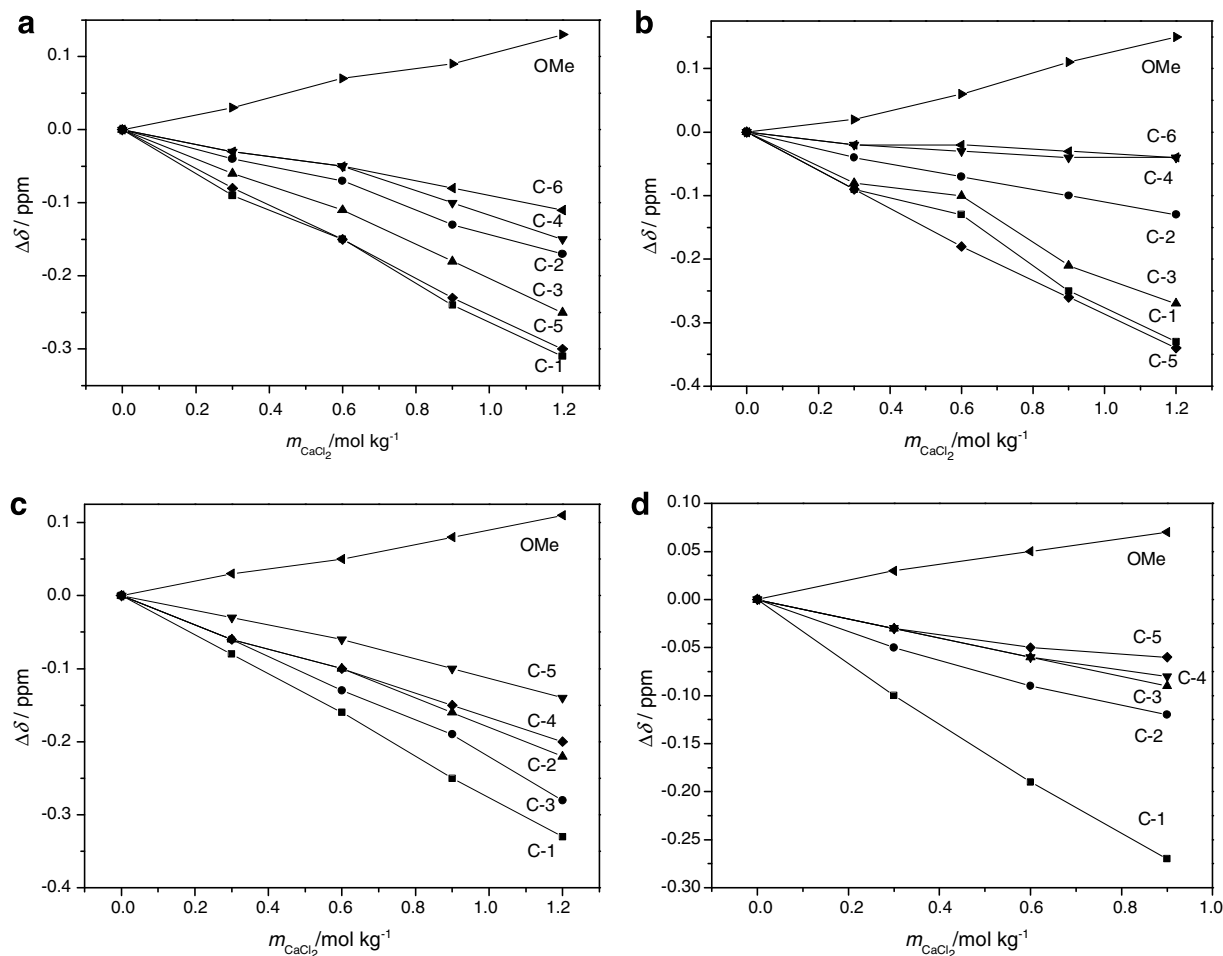 a
0.1
0.0
-0.1
-0.2
-0.3
Δδ / ppm
OMe
C-6
C-4
C-2
C-3
C-5
C-1
0.0 0.2 0.4 0.6 0.8 1.0 1.2
m CaCl2/mol kg-1
b
0.1
0.0
-0.1
-0.2
-0.3
-0.4
Δδ / ppm
OMe
C-6
C-4
C-2
C-3
C-1
C-5
0.0 0.2 0.4 0.6 0.8 1.0 1.2
m CaCl2/mol kg-1
c
0.1
0.0
-0.1
-0.2
-0.3
-0.4
Δδ / ppm
OMe
C-5
C-4
C-2
C-3
C-1
0.0 0.2 0.4 0.6 0.8 1.0 1.2
m CaCl2/mol kg-1
d
0.10
0.05
0.00
-0.05
-0.10
-0.15
-0.20
-0.25
-0.30
Δδ / ppm
OMe
C-5
C-4
C-3
C-2
C-1
0.0 0.2 0.4 0.6 0.8 1.0
m CaCl2/mol kg-1